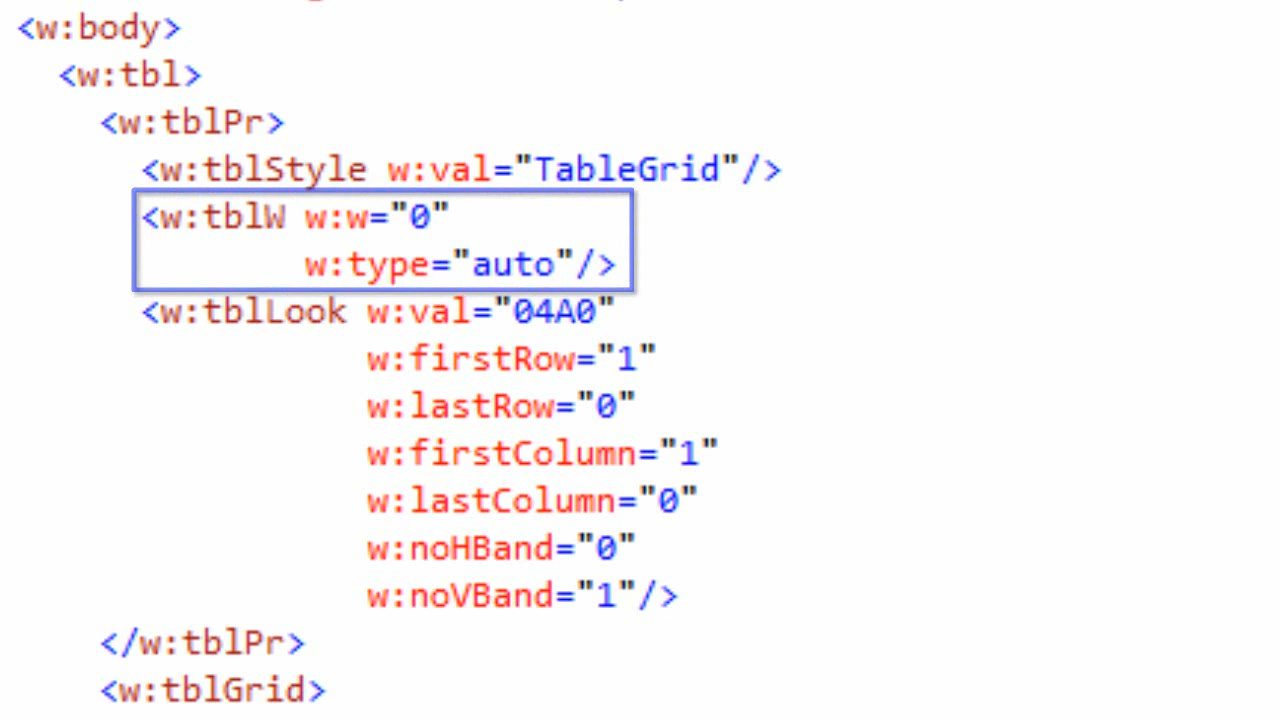 <w:body>
<w:tbl>
<w:tblPr>
<w:tblStyle w:val="TableGrid"/>
<w:tblW w:w="0"
w:type="auto"/>
<w:tblLook w:val="04A0"
w:firstRow="1"
w:lastRow="0"
w:firstColumn="1"
w:lastColumn="0"
w:noHBand="0"
w:noVBand="1"/>
</w:tblPr>
<w:tblGrid>